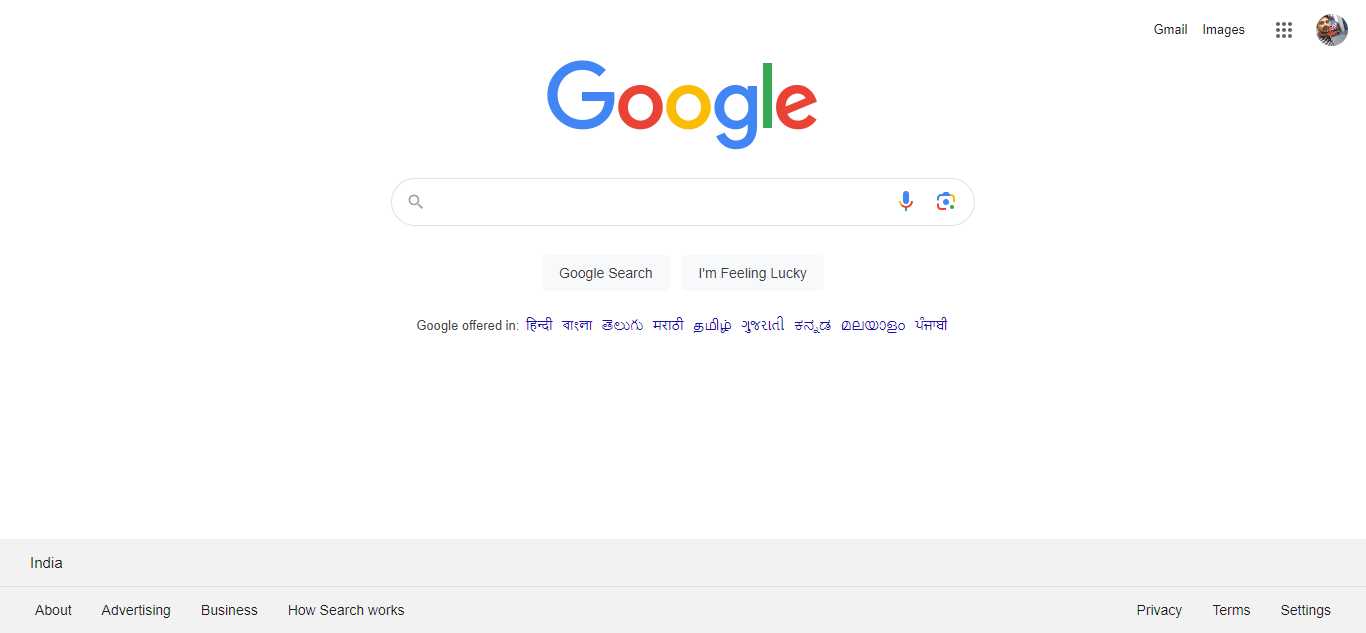 Gmail Images
Google
Google Search I'm Feeling Lucky
Google offered in: हिन्दी বাংলা తెలుగు मराठी தமிழ் ગુજરાતી ಕನ್ನಡ മലയാളം ਪੰਜਾਬੀ
India
About Advertising Business How Search works Privacy Terms Settings